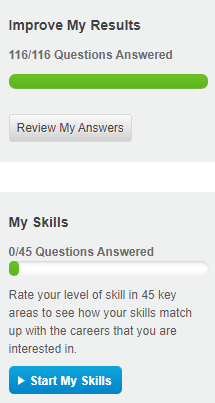 Improve My Results
116/116 Questions Answered
Review My Answers
My Skills
0/45 Questions Answered
Rate your level of skill in 45 key
areas to see how your skills match
up with the careers that you are
interested in.
Start My Skills